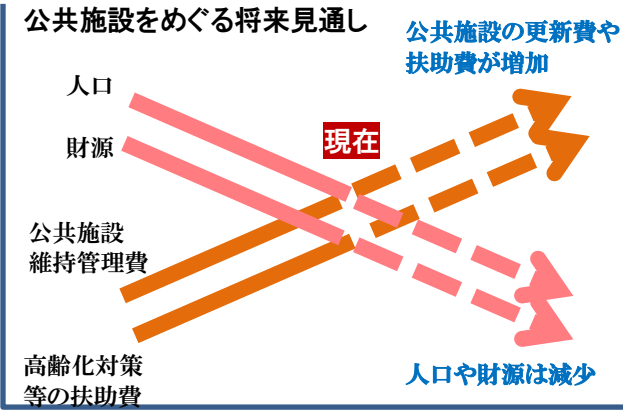 公共施設をめぐる将来見通し
公共施設の更新費や
扶助費が増加
人口
財源
現在
公共施設
維持管理費
高齢化対策
等の扶助費
人口や財源は減少